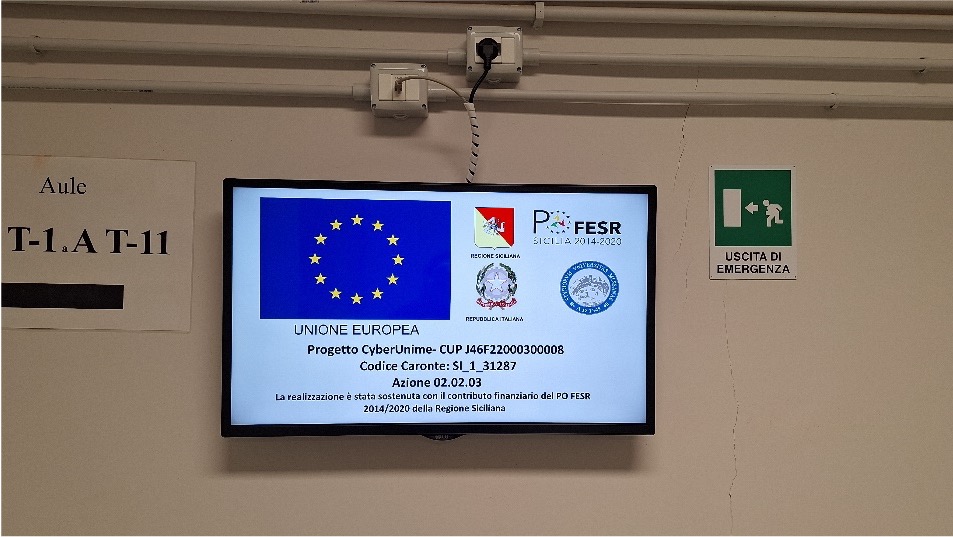 Aule
T-1 a A T-11
REGIONE SICILIANA
PO FESR
SICILIA 2014-2020
REPUBBLICA ITALIANA
UNIONE EUROPEA
Progetto CyberUnime- CUP J46F22000300008
Codice Caronte: SI_1_31287
Azione 02.02.03
La realizzazione è stata sostenuta con il contributo finanziario del PO FESR
2014/2020 della Regione Siciliana
USCITA DI
EMERGENZA